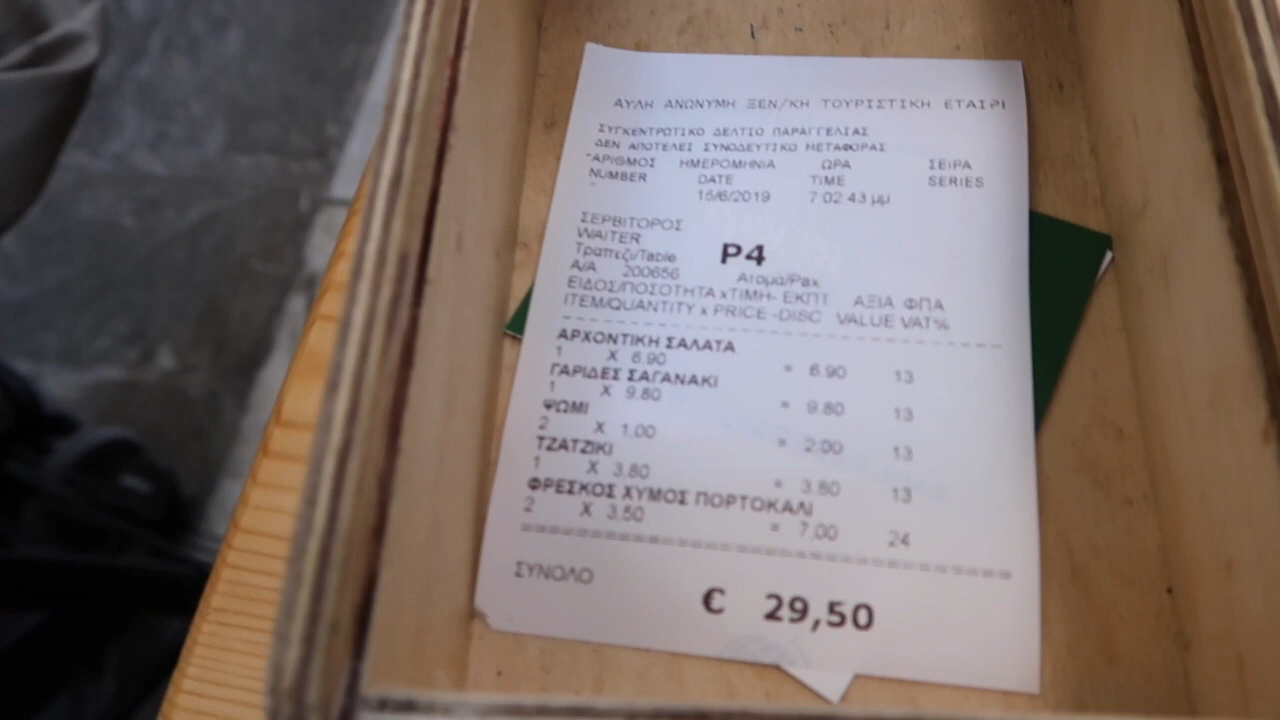 ΑΥΛΗ ΑΝΩΝΥΜΗ ΞΕΝ/ΚΗ ΤΟΥΡΙΣΤΙΚΗ ΕΤΑΙΡΙ
ΣΥΓΚΕΝΤΡΩΤΙΚΟ ΔΕΛΤΙΟ ΠΑΡΑΓΓΕΛΙΑΣ
ΔΕΝ ΑΠΟΤΕΛΕΙ ΣΥΝΟΔΕΥΤΙΚΟ ΜΕΤΑΦΟΡΑΣ
ΑΡΙΘΜΟΣ ΗΜΕΡΟΜΗΝΙΑ ΩΡΑ ΣΕΙΡΑ
NUMBER DATE TIME SERIES
15/6/2019 7:02:43 μμ
ΣΕΡΒΙΤΟΡΟΣ
WAITER
Τραπεζι/Table P4
Α/Α 200656 Ατομα/Pax
ΕΙΔΟΣ/ΠΟΣΟΤΗΤΑ xΤΙΜΗ- ΕΚΠΤ ΑΞΙΑ ΦΠΑ
ITEM/QUANTITY x PRICE -DISC VALUE VAT%
ΑΡΧΟΝΤΙΚΗ ΣΑΛΑΤΑ
1 X 6.90 = 6.90 13
ΓΑΡΙΔΕΣ ΣΑΓΑΝΑΚΙ
1 X 9.80 = 9.80 13
ΨΩΜΙ
2 X 1.00 = 2.00 13
ΤΖΑΤΖΙΚΙ
1 X 3.80 = 3.80 13
ΦΡΕΣΚΟΣ ΧΥΜΟΣ ΠΟΡΤΟΚΑΛΙ
2 X 3.50 = 7.00 24
ΣΥΝΟΛΟ
€ 29,50